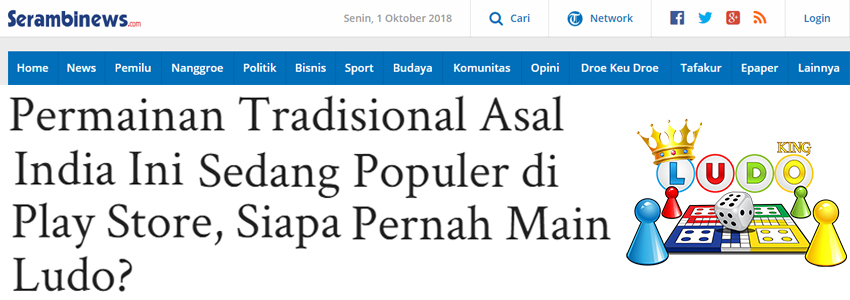 Serambinews.com
Senin, 1 Oktober 2018
Cari
Network
Login
Home News Pemilu Nanggroe Politik Bisnis Sport Budaya Komunitas Opini Droe Keu Droe Tafakur Epaper Lainnya
Permainan Tradisional Asal
India Ini Sedang Populer di
Play Store, Siapa Pernah Main
Ludo?
KING
LUDO